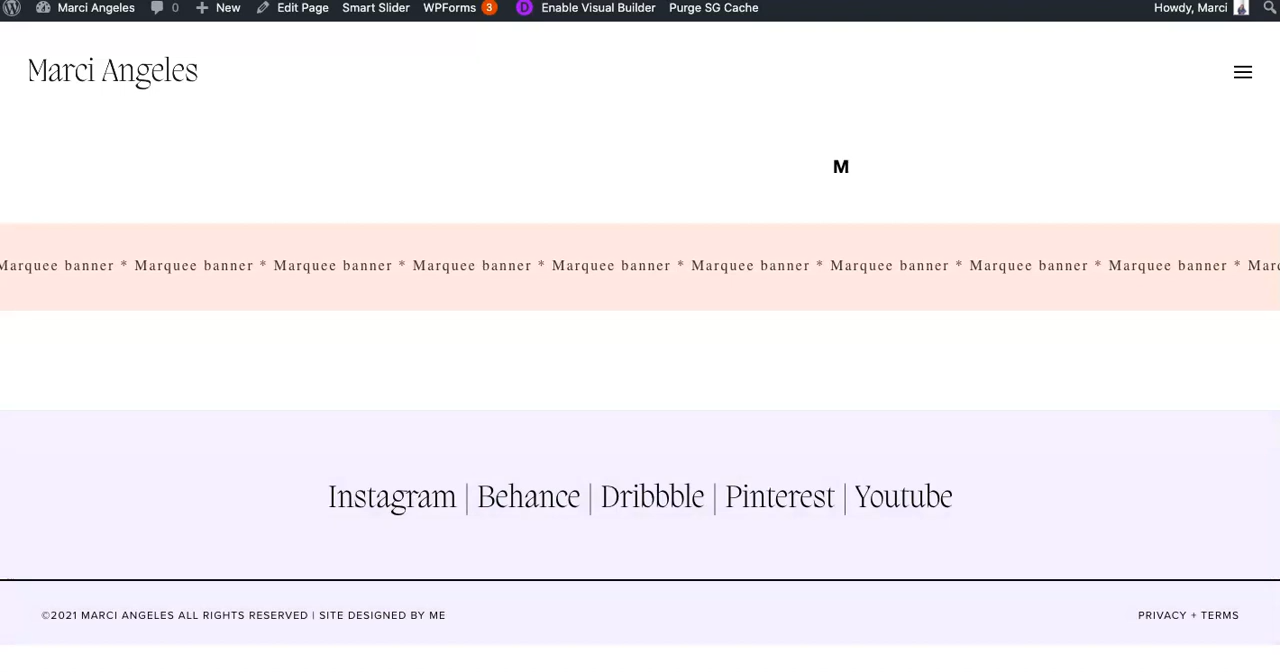 Marci Angeles 0 New Edit Page Smart Slider WPForms 3 D Enable Visual Builder Purge SG Cache Howdy, Marci
Marci Angeles
M
Marquee banner * Marquee banner * Marquee banner * Marquee banner * Marquee banner * Marquee banner * Marquee banner * Marquee banner * Marquee banner * Marq
Instagram | Behance | Dribbble | Pinterest | Youtube
©2021 MARCI ANGELES ALL RIGHTS RESERVED | SITE DESIGNED BY ME PRIVACY + TERMS